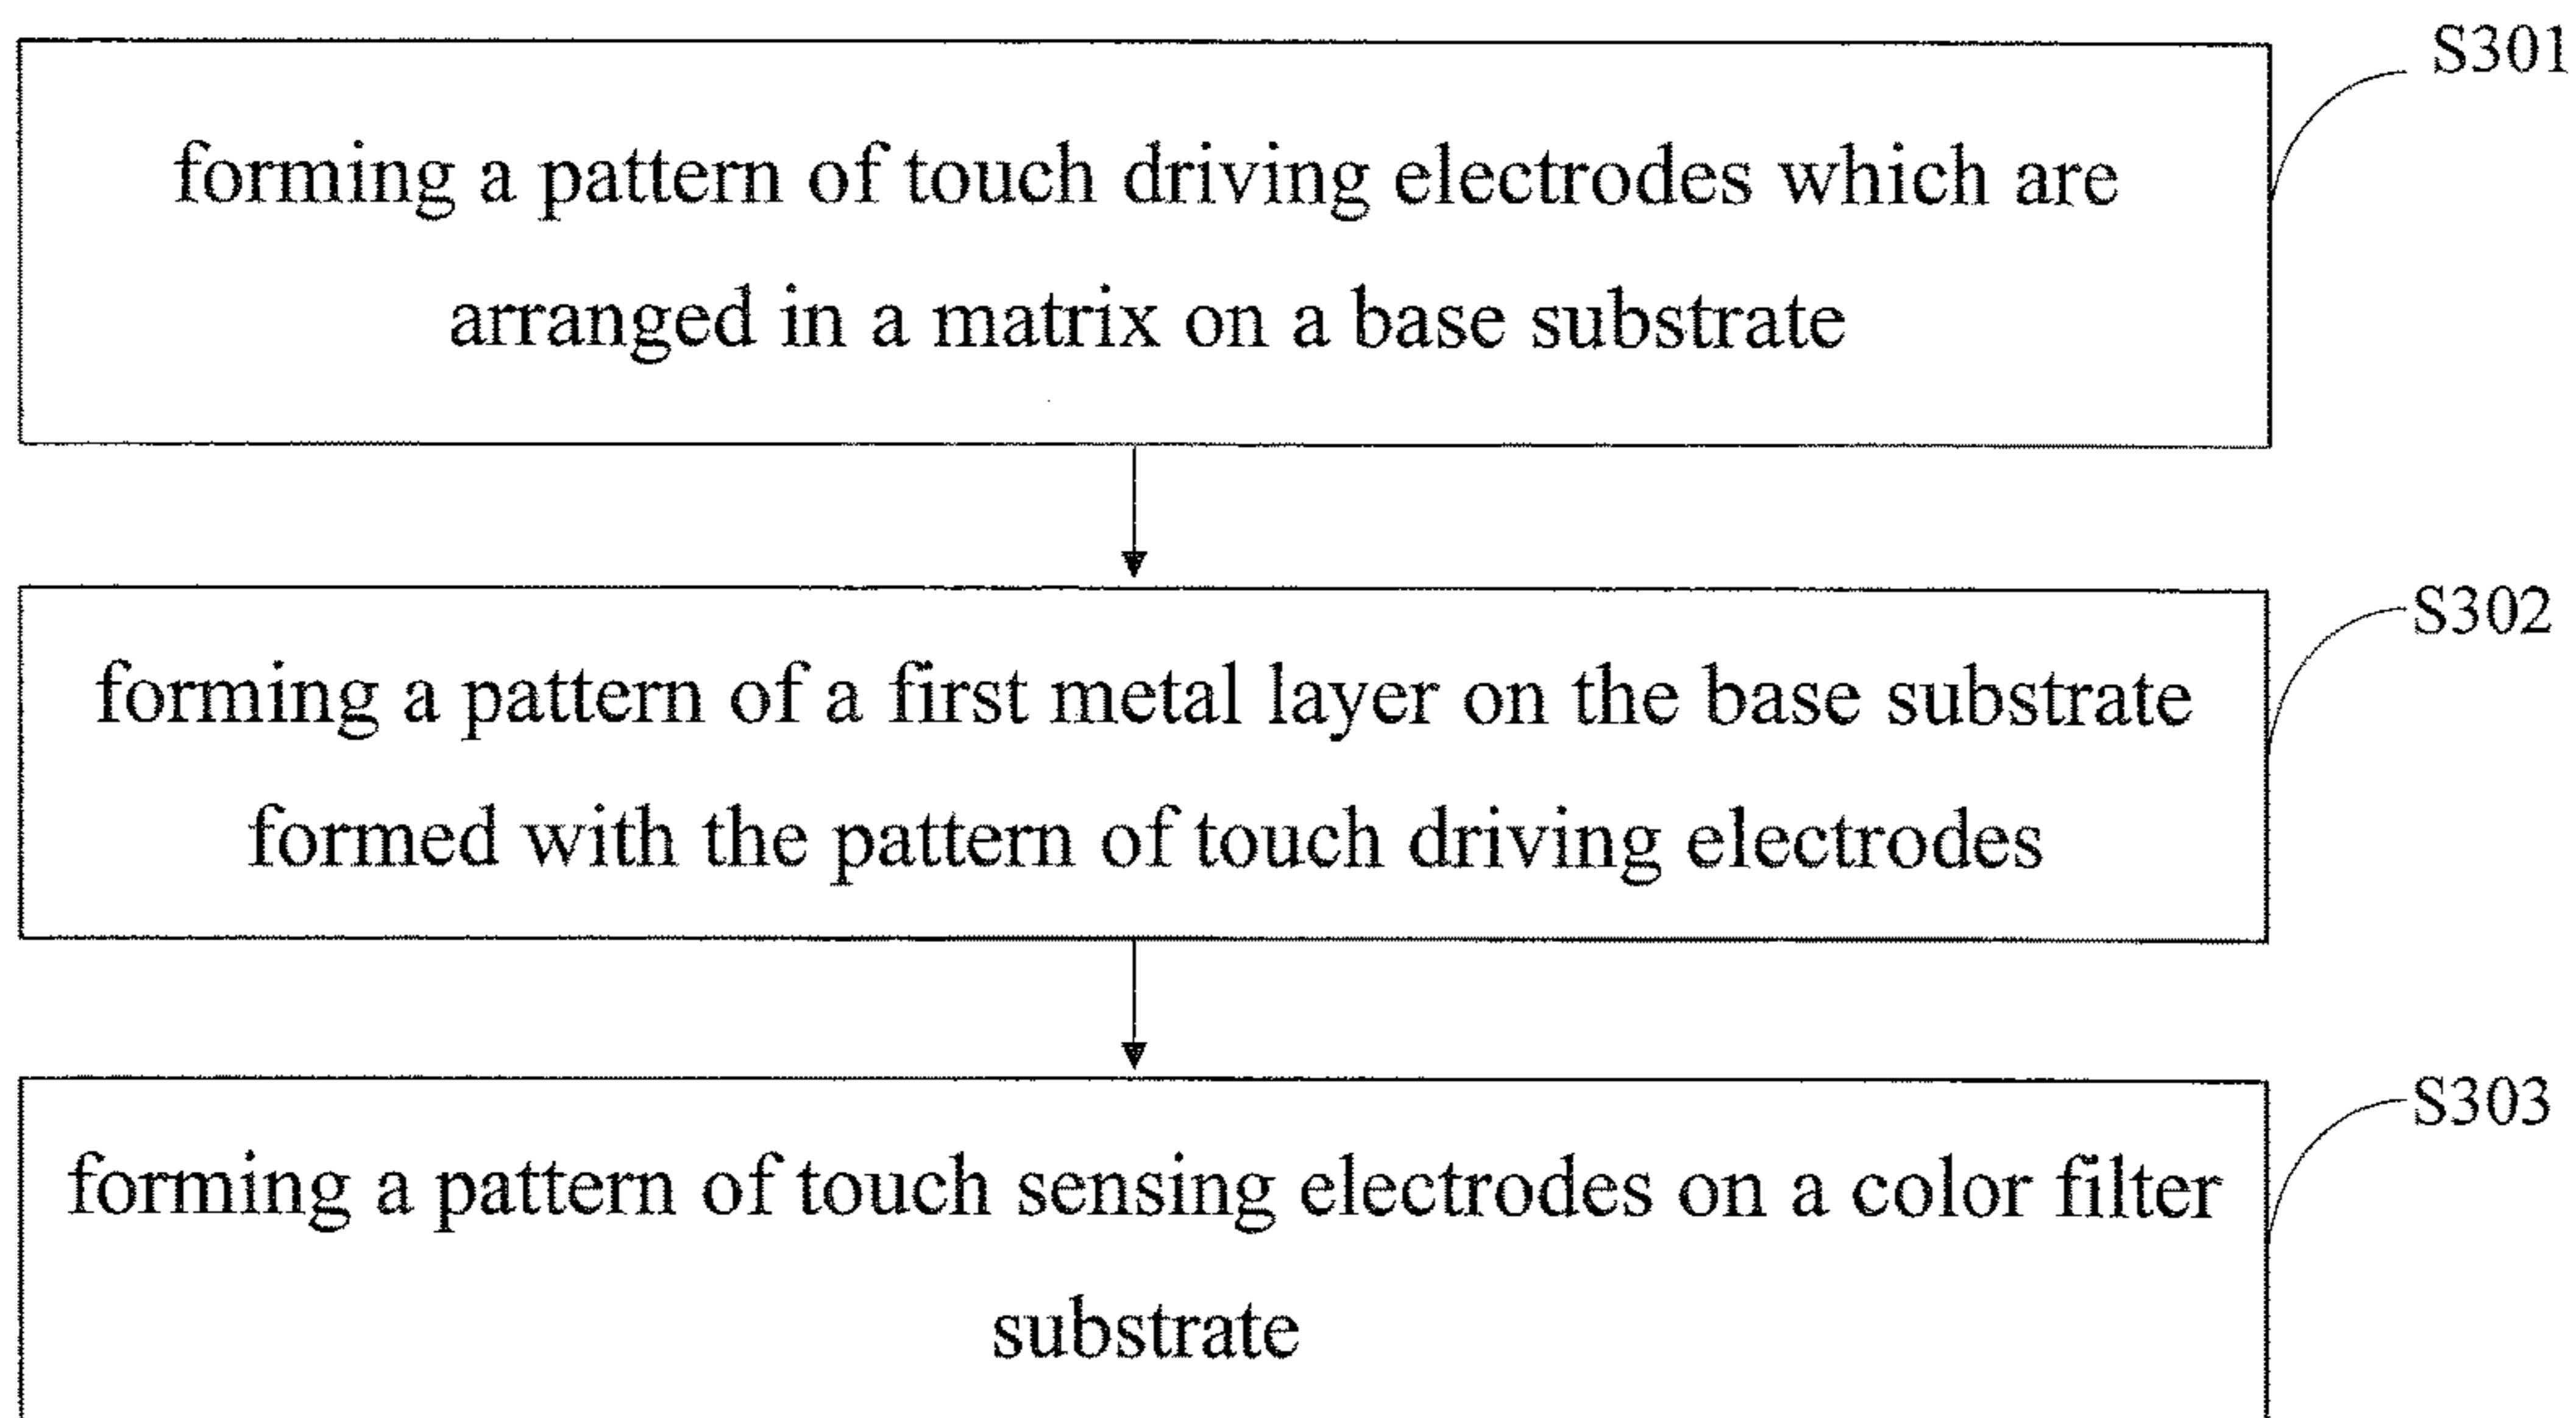 S301
forming a pattern of touch driving electrodes which are
arranged in a matrix on a base substrate
S302
forming a pattern of a first metal layer on the base substrate
formed with the pattern of touch driving electrodes
S303
forming a pattern of touch sensing electrodes on a color filter
substrate